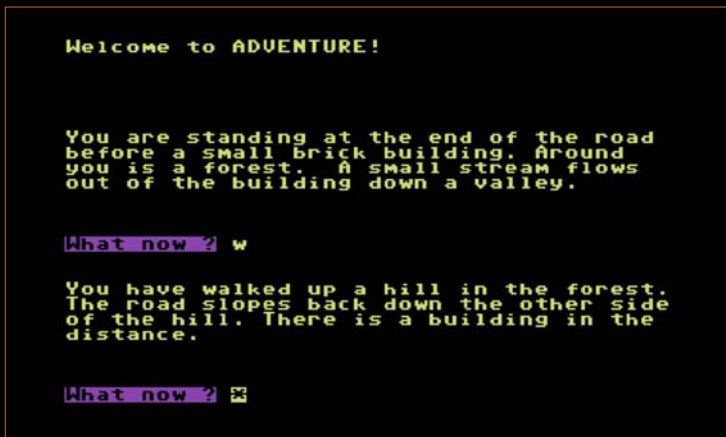 Welcome to ADVENTURE!
You are standing at the end of the road
before a small brick building. Around
you is a forest.  A small stream flows
out of the building down a valley.
What now ? w
You have walked up a hill in the forest.
The road slopes back down the other side
of the hill. There is a building in the
distance.
What now ?